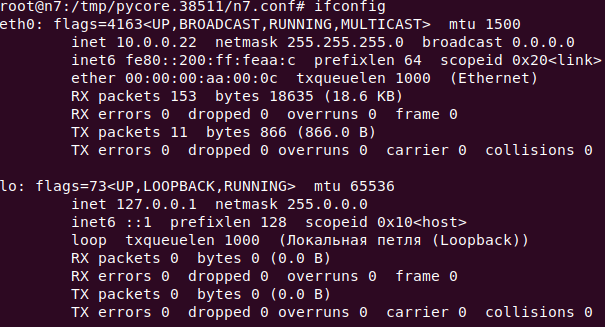 root@n7:/tmp/pycore.38511/n7.conf# ifconfig
eth0: flags=4163<UP,BROADCAST,RUNNING,MULTICAST>  mtu 1500
        inet 10.0.0.22  netmask 255.255.255.0  broadcast 0.0.0.0
        inet6 fe80::200:ff:feaa:c  prefixlen 64  scopeid 0x20<link>
        ether 00:00:00:aa:00:0c  txqueuelen 1000  (Ethernet)
        RX packets 153  bytes 18635 (18.6 KB)
        RX errors 0  dropped 0  overruns 0  frame 0
        TX packets 11  bytes 866 (866.0 B)
        TX errors 0  dropped 0 overruns 0  carrier 0  collisions 0

lo: flags=73<UP,LOOPBACK,RUNNING>  mtu 65536
        inet 127.0.0.1  netmask 255.0.0.0
        inet6 ::1  prefixlen 128  scopeid 0x10<host>
        loop  txqueuelen 1000  (Локальная петля (Loopback))
        RX packets 0  bytes 0 (0.0 B)
        RX errors 0  dropped 0  overruns 0  frame 0
        TX packets 0  bytes 0 (0.0 B)
        TX errors 0  dropped 0 overruns 0  carrier 0  collisions 0